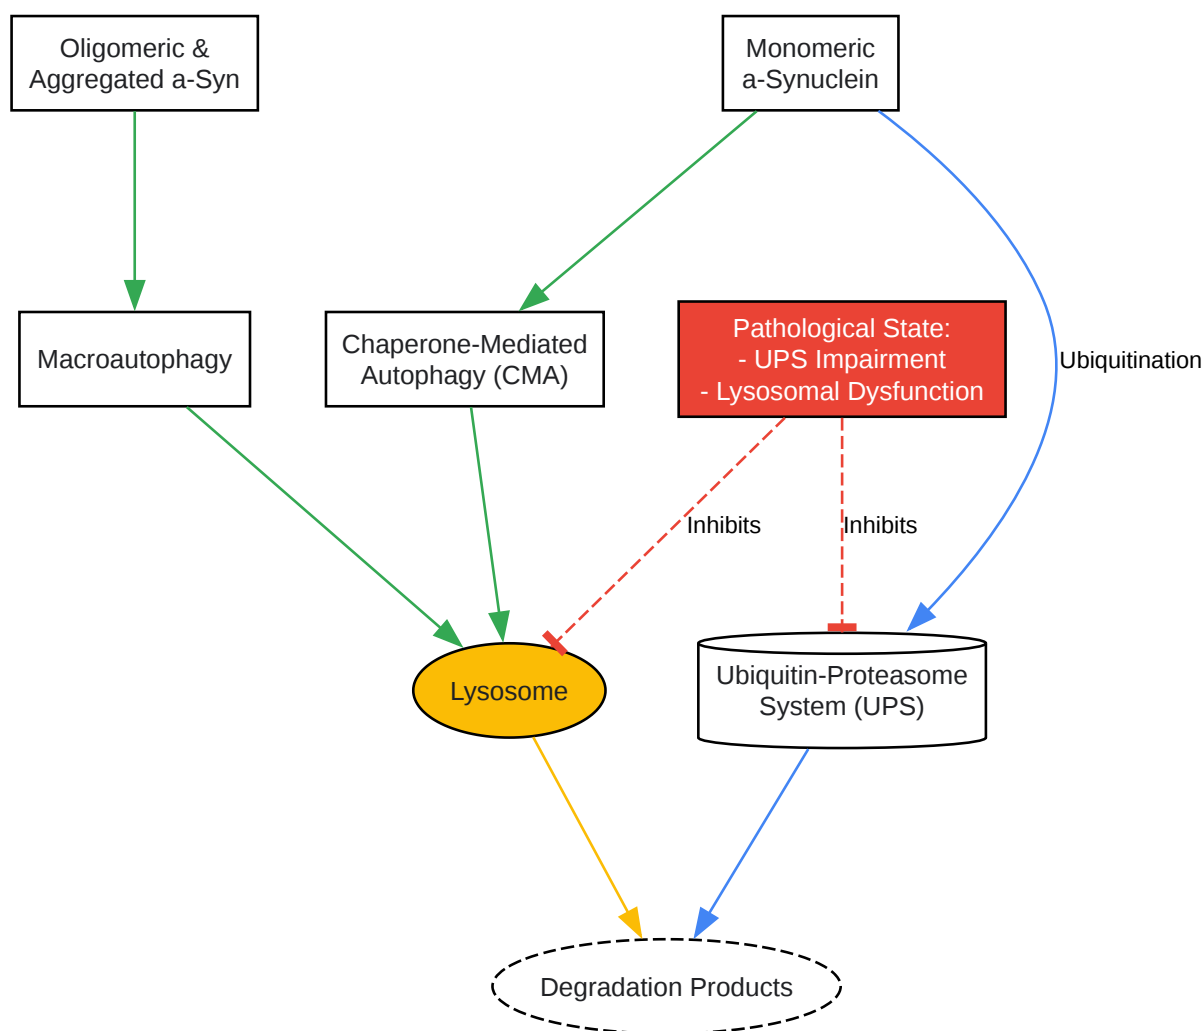 Oligomeric &
Aggregated a-Syn
Monomeric
a-Synuclein
Macroautophagy
Chaperone-Mediated
Autophagy (CMA)
Pathological State:
- UPS Impairment
- Lysosomal Dysfunction
Ubiquitination
Inhibits
Inhibits
Lysosome
Ubiquitin-Proteasome
System (UPS)
Degradation Products